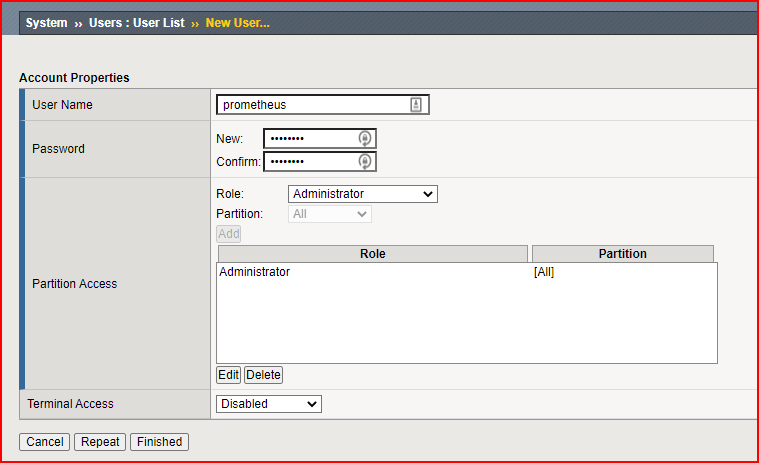 System ›› Users : User List ›› New User...
Account Properties
User Name prometheus
Password New: ••••••••
Confirm: ••••••••
Partition Access Role: Administrator
Partition: All
Add
Role Partition
Administrator [All]
Edit Delete
Terminal Access Disabled
Cancel Repeat Finished